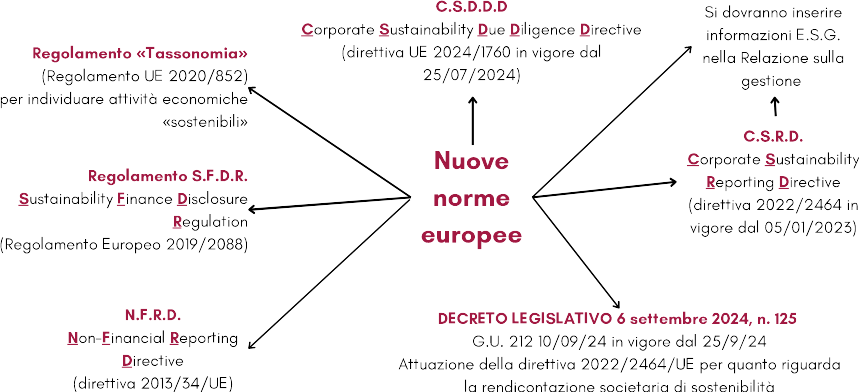 C.S.D.D.D
Corporate Sustainability Due Diligence Directive
(direttiva UE 2024/1760 in vigore dal
25/07/2024)
Regolamento «Tassonomia»
(Regolamento UE 2020/852)
per individuare attività economiche
«sostenibili»
Si dovranno inserire
informazioni E.S.G.
nella Relazione sulla
gestione
Nuove
norme
europee
Regolamento S.F.D.R.
Sustainability Finance Disclosure
Regulation
(Regolamento Europeo 2019/2088)
C.S.R.D.
Corporate Sustainability
Reporting Directive
(direttiva 2022/2464 in
vigore dal 05/01/2023)
N.F.R.D.
Non-Financial Reporting
Directive
(direttiva 2013/34/UE)
DECRETO LEGISLATIVO 6 settembre 2024, n. 125
G.U. 212 10/09/24 in vigore dal 25/9/24
Attuazione della direttiva 2022/2464/UE per quanto riguarda
la rendicontazione societaria di sostenibilità